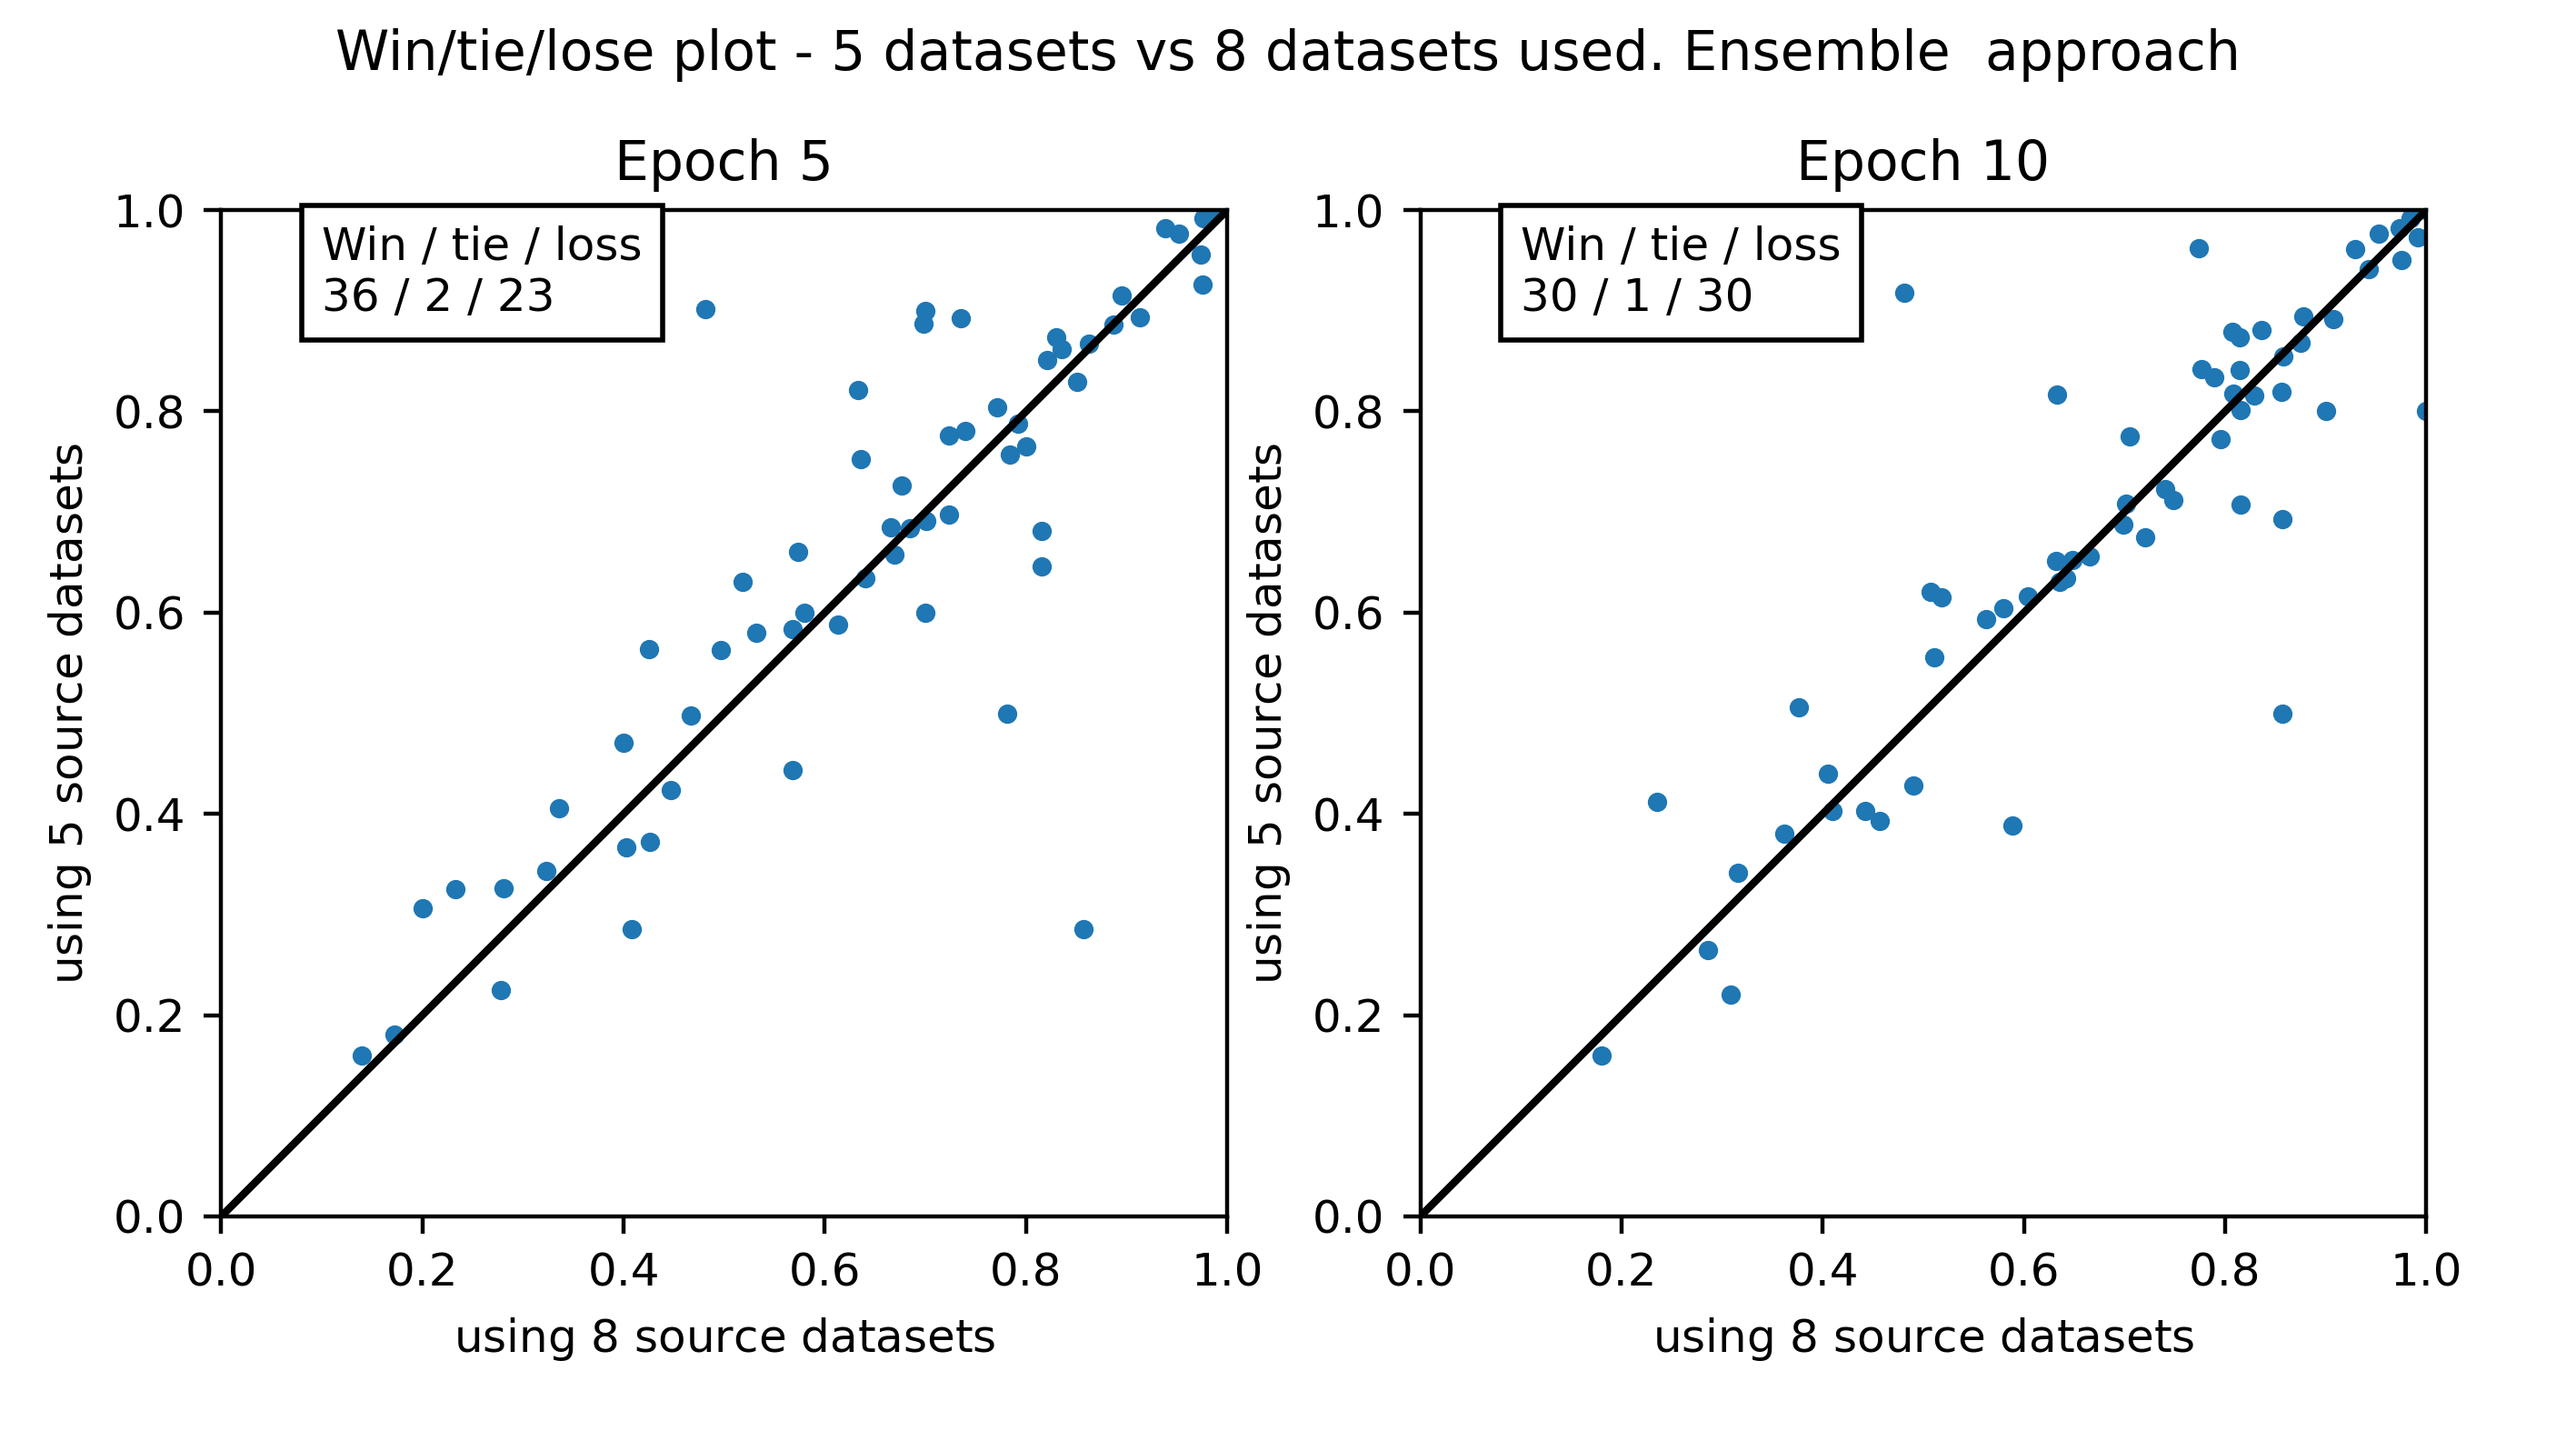 Win/tie/lose plot - 5 datasets vs 8 datasets used. Ensemble  approach
Epoch 5
Win / tie / loss
36 / 2 / 23
1.0
0.8
0.6
0.4
0.2
0.0
using 5 source datasets
0.0 0.2 0.4 0.6 0.8 1.0
using 8 source datasets
Epoch 10
Win / tie / loss
30 / 1 / 30
1.0
0.8
0.6
0.4
0.2
0.0
using 5 source datasets
0.0 0.2 0.4 0.6 0.8 1.0
using 8 source datasets